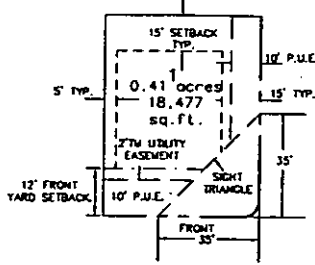 15' SETBACK
TYP.
10' P.U.E.
1
5' TYP.
0.41 acres
15' TYP.
18,477
sq.ft.
2' TM UTILITY
EASEMENT
35'
12' FRONT
YARD SETBACK
10' P.U.E.
SIGHT
TRIANGLE
FRONT
35'